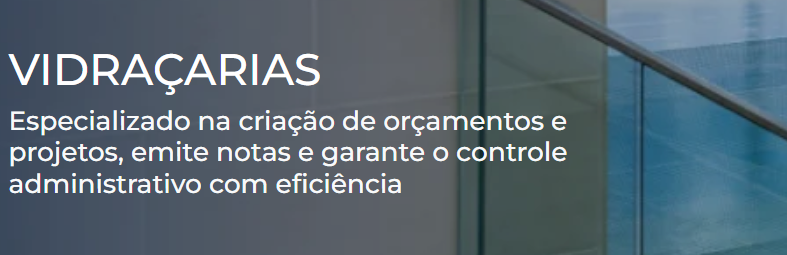 VIDRAÇARIAS
Especializado na criação de orçamentos e
projetos, emite notas e garante o controle
administrativo com eficiência